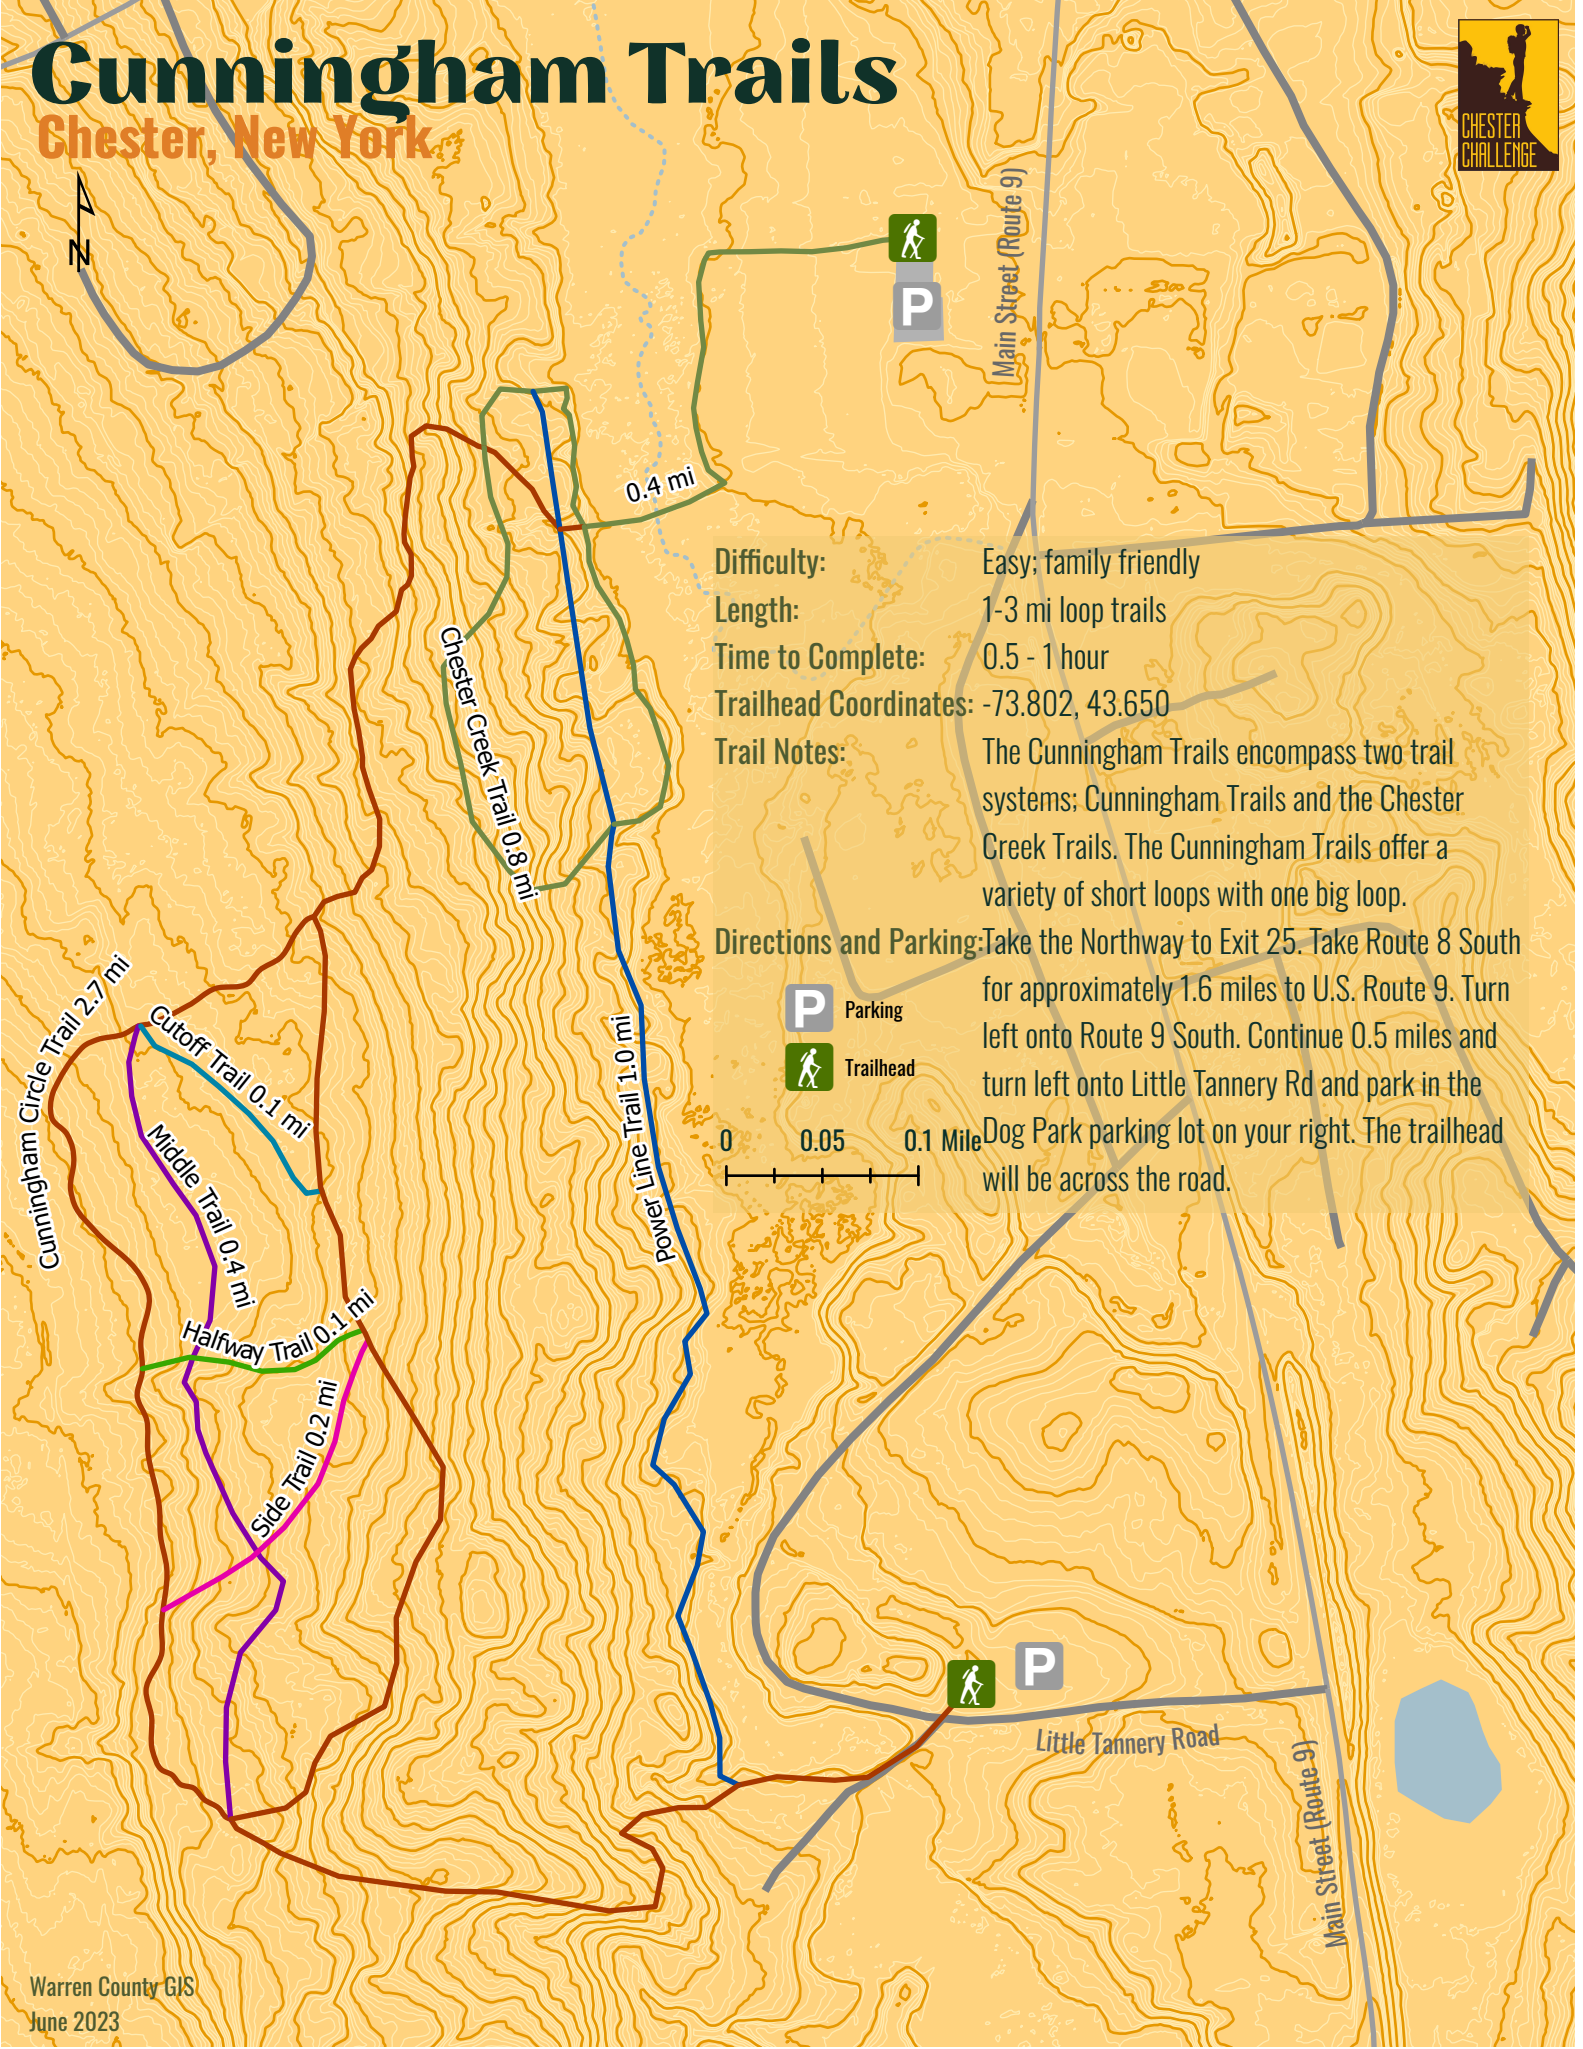 Cunningham Trails
Chester, New York
CHESTER
CHALLENGE
N
P
Main Street (Route 9)
0.4 mi
Chester Creek Trail 0.8 mi
Difficulty: Easy; family friendly
Length: 1-3 mi loop trails
Time to Complete: 0.5 - 1 hour
Trailhead Coordinates: -73.802, 43.650
Trail Notes: The Cunningham Trails encompass two trail
systems; Cunningham Trails and the Chester
Creek Trails. The Cunningham Trails offer a
variety of short loops with one big loop.
Directions and Parking: Take the Northway to Exit 25. Take Route 8 South
for approximately 1.6 miles to U.S. Route 9. Turn
left onto Route 9 South. Continue 0.5 miles and
turn left onto Little Tannery Rd and park in the
Dog Park parking lot on your right. The trailhead
will be across the road.
P Parking
Trailhead
0 0.05 0.1 Mile
Cunningham Circle Trail 2.7 mi
Cutoff Trail 0.1 mi
Middle Trail 0.4 mi
Power Line Trail 1.0 mi
Halfway Trail 0.1 mi
Side Trail 0.2 mi
P
Little Tannery Road
Main Street (Route 9)
Warren County GIS
June 2023